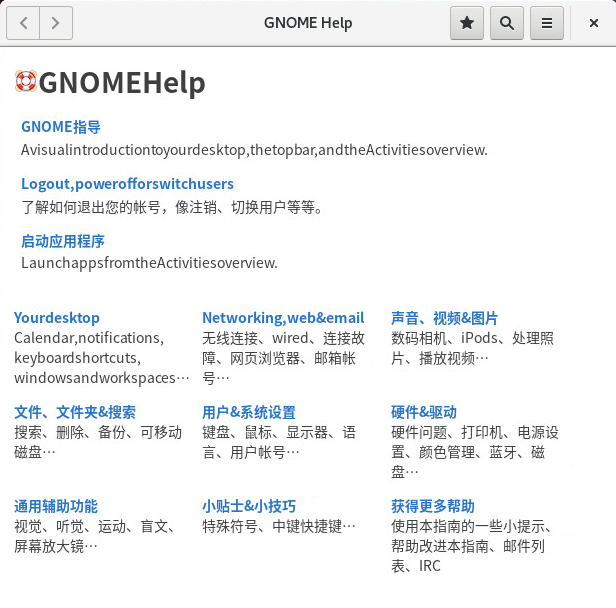 GNOME Help
GNOMEHelp
GNOME指导
Avisualintroductiontoyourdesktop,thetopbar,andtheActivitiesoverview.
Logout,powerofforswitchusers
了解如何退出您的帐号，像注销、切换用户等等。
启动应用程序
LaunchappsfromtheActivitiesoverview.
Yourdesktop
Calendar,notifications,
keyboardshortcuts,
windowsandworkspaces…
Networking,web&email
无线连接、wired、连接故
障、网页浏览器、邮箱帐
号…
声音、视频&图片
数码相机、iPods、处理照
片、播放视频…
文件、文件夹&搜索
搜索、删除、备份、可移动
磁盘…
用户&系统设置
键盘、鼠标、显示器、语
言、用户帐号…
硬件&驱动
硬件问题、打印机、电源设
置、颜色管理、蓝牙、磁
盘…
通用辅助功能
视觉、听觉、运动、盲文、
屏幕放大镜…
小贴士&小技巧
特殊符号、中键快捷键…
获得更多帮助
使用本指南的一些小提示、
帮助改进本指南、邮件列
表、IRC